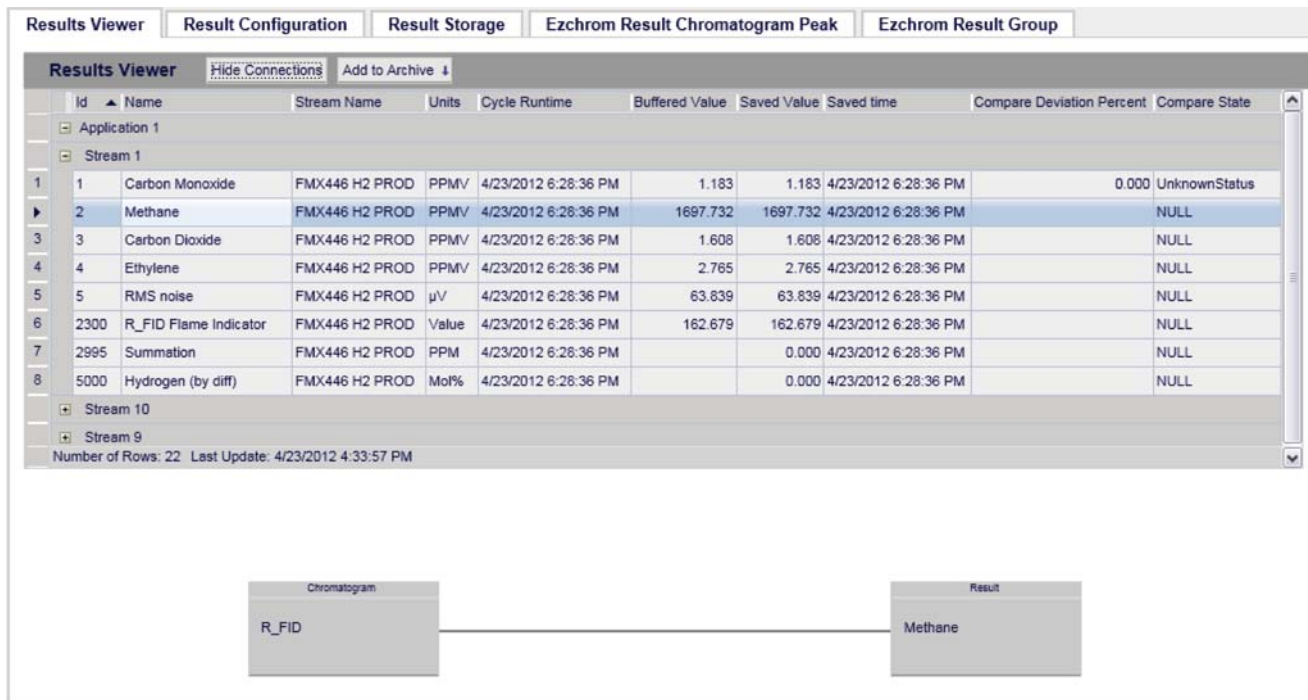 Results Viewer Result Configuration Result Storage Ezchrom Result Chromatogram Peak Ezchrom Result Group
Results Viewer Hide Connections Add to Archive ↓
Id ▲ Name Stream Name Units Cycle Runtime Buffered Value Saved Value Saved time Compare Deviation Percent Compare State
Application 1
Stream 1
1 1 Carbon Monoxide FMX446 H2 PROD PPMV 4/23/2012 6:28:36 PM 1.183 1.183 4/23/2012 6:28:36 PM 0.000 UnknownStatus
2 Methane FMX446 H2 PROD PPMV 4/23/2012 6:28:36 PM 1697.732 1697.732 4/23/2012 6:28:36 PM NULL
3 3 Carbon Dioxide FMX446 H2 PROD PPMV 4/23/2012 6:28:36 PM 1.608 1.608 4/23/2012 6:28:36 PM NULL
4 4 Ethylene FMX446 H2 PROD PPMV 4/23/2012 6:28:36 PM 2.765 2.765 4/23/2012 6:28:36 PM NULL
5 5 RMS noise FMX446 H2 PROD µV 4/23/2012 6:28:36 PM 63.839 63.839 4/23/2012 6:28:36 PM NULL
6 2300 R_FID Flame Indicator FMX446 H2 PROD Value 4/23/2012 6:28:36 PM 162.679 162.679 4/23/2012 6:28:36 PM NULL
7 2995 Summation FMX446 H2 PROD PPM 4/23/2012 6:28:36 PM 0.000 4/23/2012 6:28:36 PM NULL
8 5000 Hydrogen (by diff) FMX446 H2 PROD Mol% 4/23/2012 6:28:36 PM 0.000 4/23/2012 6:28:36 PM NULL
Stream 10
Stream 9
Number of Rows: 22 Last Update: 4/23/2012 4:33:57 PM
Chromatogram Result
R_FID Methane